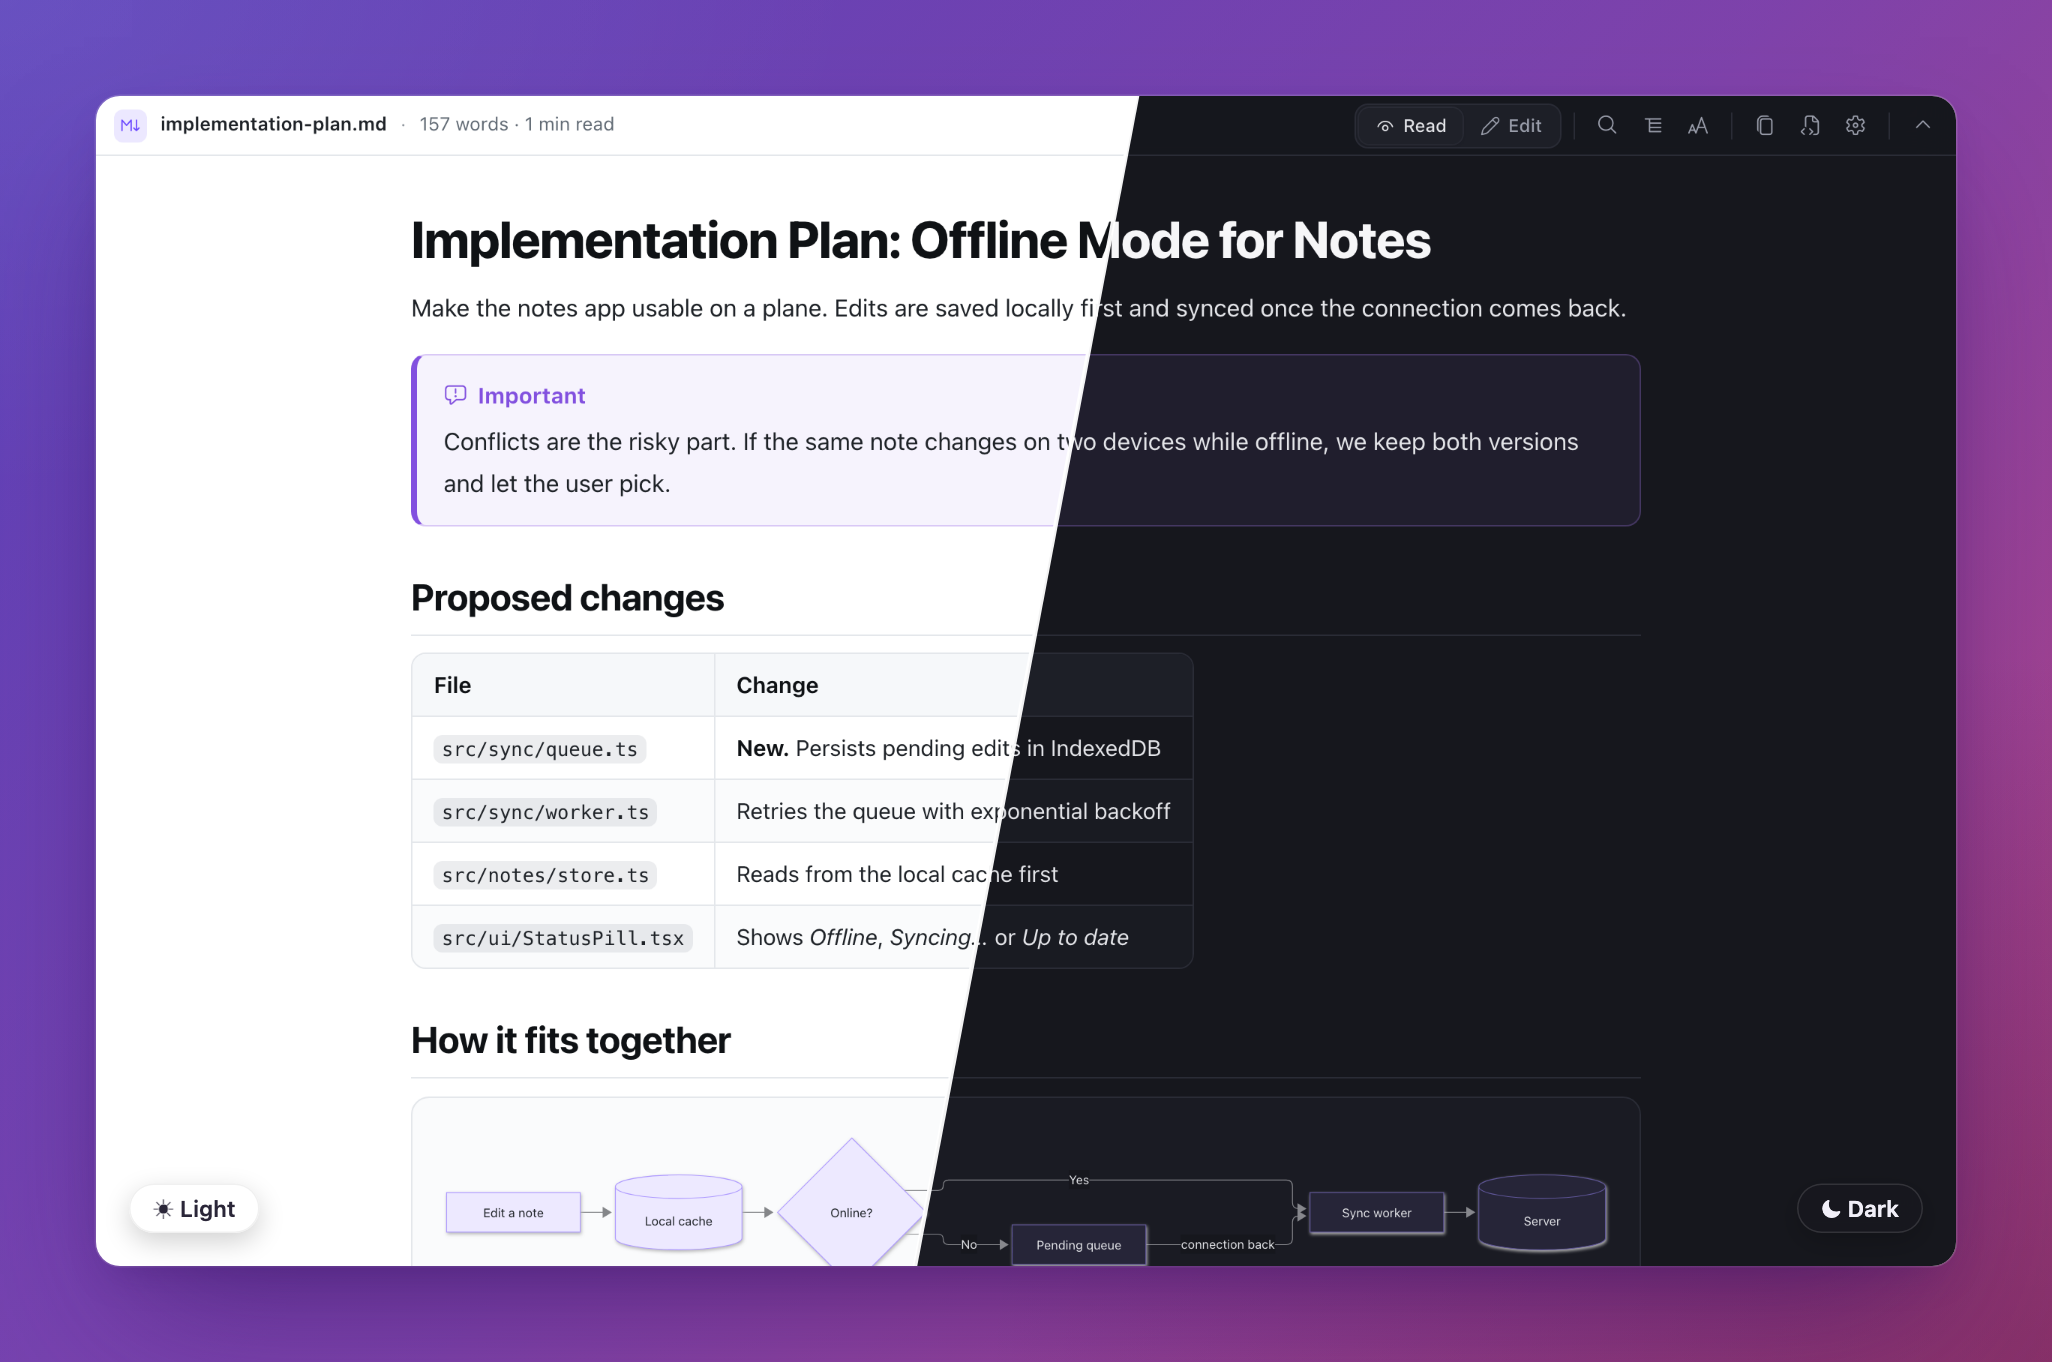 M↓ implementation-plan.md · 157 words · 1 min read Read Edit AA
Implementation Plan: Offline Mode for Notes
Make the notes app usable on a plane. Edits are saved locally first and synced once the connection comes back.
Important
Conflicts are the risky part. If the same note changes on two devices while offline, we keep both versions
and let the user pick.
Proposed changes
File Change
src/sync/queue.ts New. Persists pending edits in IndexedDB
src/sync/worker.ts Retries the queue with exponential backoff
src/notes/store.ts Reads from the local cache first
src/ui/StatusPill.tsx Shows Offline, Syncing… or Up to date
How it fits together
Yes
Edit a note Local cache Online? Sync worker Server
No Pending queue connection back
Light Dark